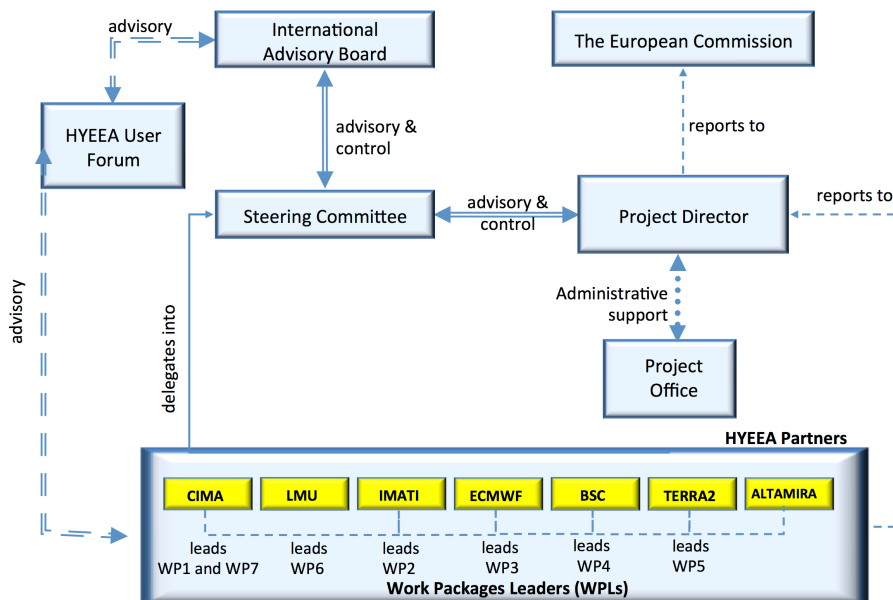 advisory
International
Advisory Board
The European Commission
HYEEA User
Forum
advisory &
control
reports to
Steering Committee
advisory &
control
Project Director
reports to
advisory
Administrative
support
delegates into
Project
Office
HYEEA Partners
CIMA
LMU
IMATI
ECMWF
BSC
TERRA2
ALTAMIRA
leads
WP1 and WP7
leads
WP6
leads
WP2
leads
WP3
leads
WP4
leads
WP5
Work Packages Leaders (WPLs)